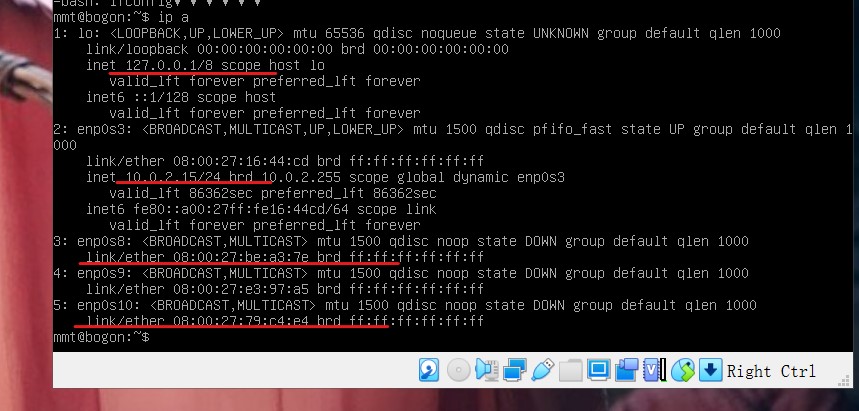 -bash: ifconfig
mmt@bogon:~$ ip a
1: lo: <LOOPBACK,UP,LOWER_UP> mtu 65536 qdisc noqueue state UNKNOWN group default qlen 1000
link/loopback 00:00:00:00:00:00 brd 00:00:00:00:00:00
inet 127.0.0.1/8 scope host lo
valid_lft forever preferred_lft forever
inet6 ::1/128 scope host
valid_lft forever preferred_lft forever
2: enp0s3: <BROADCAST,MULTICAST,UP,LOWER_UP> mtu 1500 qdisc pfifo_fast state UP group default qlen 1
000
link/ether 08:00:27:16:44:cd brd ff:ff:ff:ff:ff:ff
inet 10.0.2.15/24 brd 10.0.2.255 scope global dynamic enp0s3
valid_lft 86362sec preferred_lft 86362sec
inet6 fe80::a00:27ff:fe16:44cd/64 scope link
valid_lft forever preferred_lft forever
3: enp0s8: <BROADCAST,MULTICAST> mtu 1500 qdisc noop state DOWN group default qlen 1000
link/ether 08:00:27:be:a3:7e brd ff:ff:ff:ff:ff:ff
4: enp0s9: <BROADCAST,MULTICAST> mtu 1500 qdisc noop state DOWN group default qlen 1000
link/ether 08:00:27:e3:97:a5 brd ff:ff:ff:ff:ff:ff
5: enp0s10: <BROADCAST,MULTICAST> mtu 1500 qdisc noop state DOWN group default qlen 1000
link/ether 08:00:27:79:c4:e4 brd ff:ff:ff:ff:ff:ff
mmt@bogon:~$
Right Ctrl